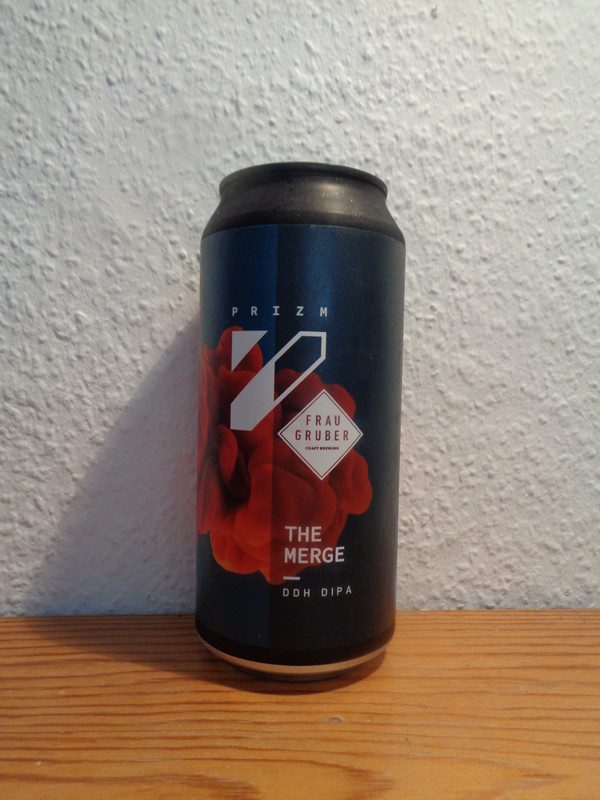 PRIZM
FRAU
GRUBER
CRAFT BREWING
THE
MERGE
DDH DIPA